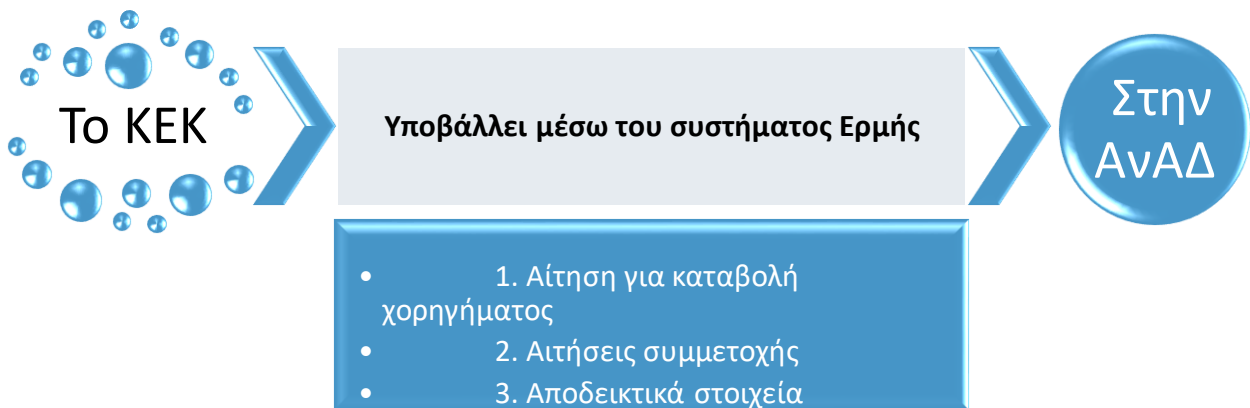 Το ΚΕΚ
Υποβάλλει μέσω του συστήματος Ερμής
Στην
ΑνΑΔ
• 1. Αίτηση για καταβολή
χορηγήματος
• 2. Αιτήσεις συμμετοχής
• 3. Αποδεικτικά στοιχεία